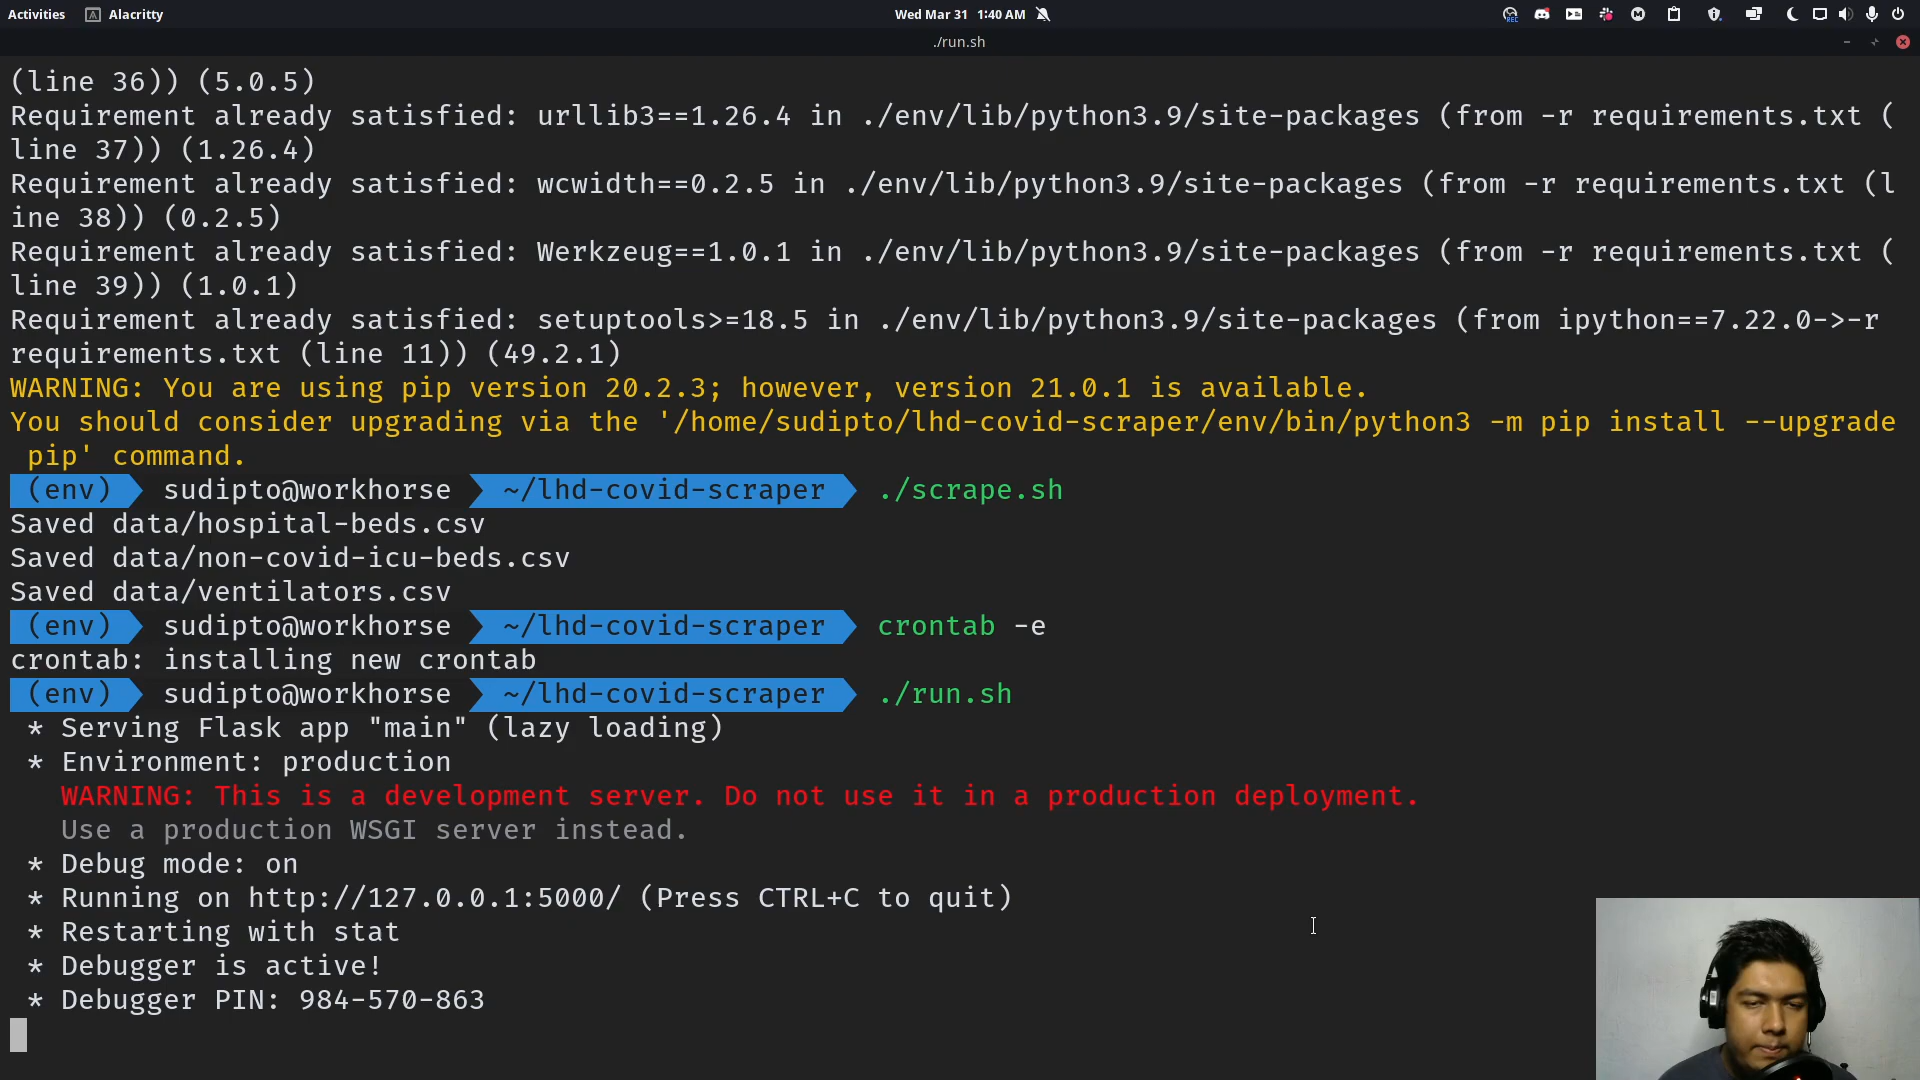 Activities Alacritty Wed Mar 31 1:40 AM
./run.sh
(line 36)) (5.0.5)
Requirement already satisfied: urllib3==1.26.4 in ./env/lib/python3.9/site-packages (from -r requirements.txt (
line 37)) (1.26.4)
Requirement already satisfied: wcwidth==0.2.5 in ./env/lib/python3.9/site-packages (from -r requirements.txt (l
ine 38)) (0.2.5)
Requirement already satisfied: Werkzeug==1.0.1 in ./env/lib/python3.9/site-packages (from -r requirements.txt (
line 39)) (1.0.1)
Requirement already satisfied: setuptools>=18.5 in ./env/lib/python3.9/site-packages (from ipython==7.22.0->-r
requirements.txt (line 11)) (49.2.1)
WARNING: You are using pip version 20.2.3; however, version 21.0.1 is available.
You should consider upgrading via the '/home/sudipto/lhd-covid-scraper/env/bin/python3 -m pip install --upgrade
pip' command.
(env) sudipto@workhorse ~/lhd-covid-scraper ./scrape.sh
Saved data/hospital-beds.csv
Saved data/non-covid-icu-beds.csv
Saved data/ventilators.csv
(env) sudipto@workhorse ~/lhd-covid-scraper crontab -e
crontab: installing new crontab
(env) sudipto@workhorse ~/lhd-covid-scraper ./run.sh
* Serving Flask app "main" (lazy loading)
* Environment: production
WARNING: This is a development server. Do not use it in a production deployment.
Use a production WSGI server instead.
* Debug mode: on
* Running on http://127.0.0.1:5000/ (Press CTRL+C to quit)
* Restarting with stat
* Debugger is active!
* Debugger PIN: 984-570-863